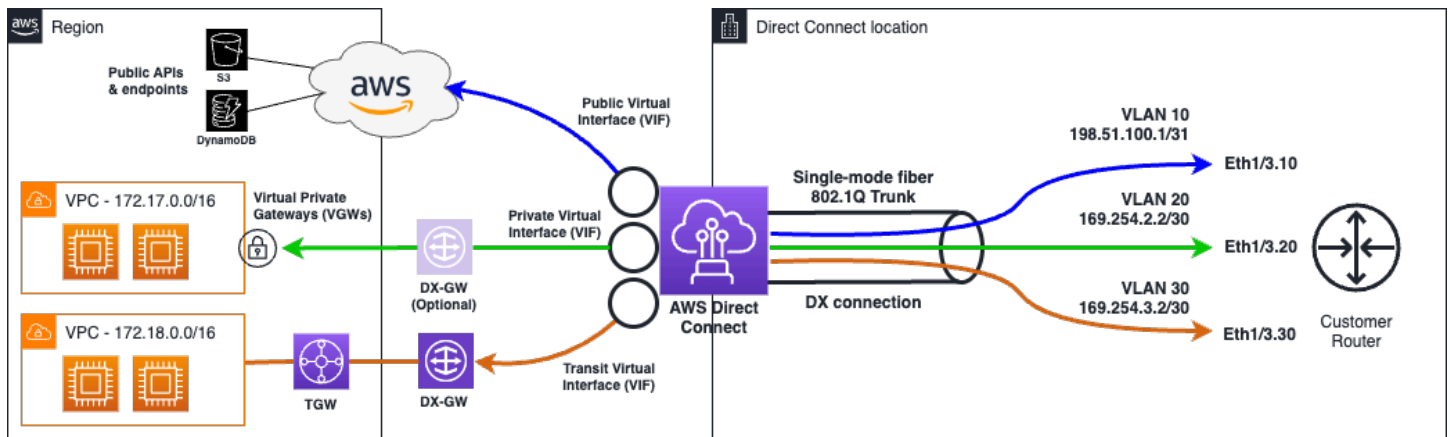 aws
Region
Direct Connect location
Public APIs
& endpoints
S3
DynamoDB
aws
Public Virtual
Interface (VIF)
VLAN 10
198.51.100.1/31
Eth1/3.10
VPC - 172.17.0.0/16
Virtual Private
Gateways (VGWs)
Private Virtual
Interface (VIF)
DX-GW
(Optional)
Single-mode fiber
802.1Q Trunk
VLAN 20
169.254.2.2/30
Eth1/3.20
DX connection
AWS Direct
Connect
VLAN 30
169.254.3.2/30
Eth1/3.30
Customer
Router
VPC - 172.18.0.0/16
TGW
DX-GW
Transit Virtual
Interface (VIF)